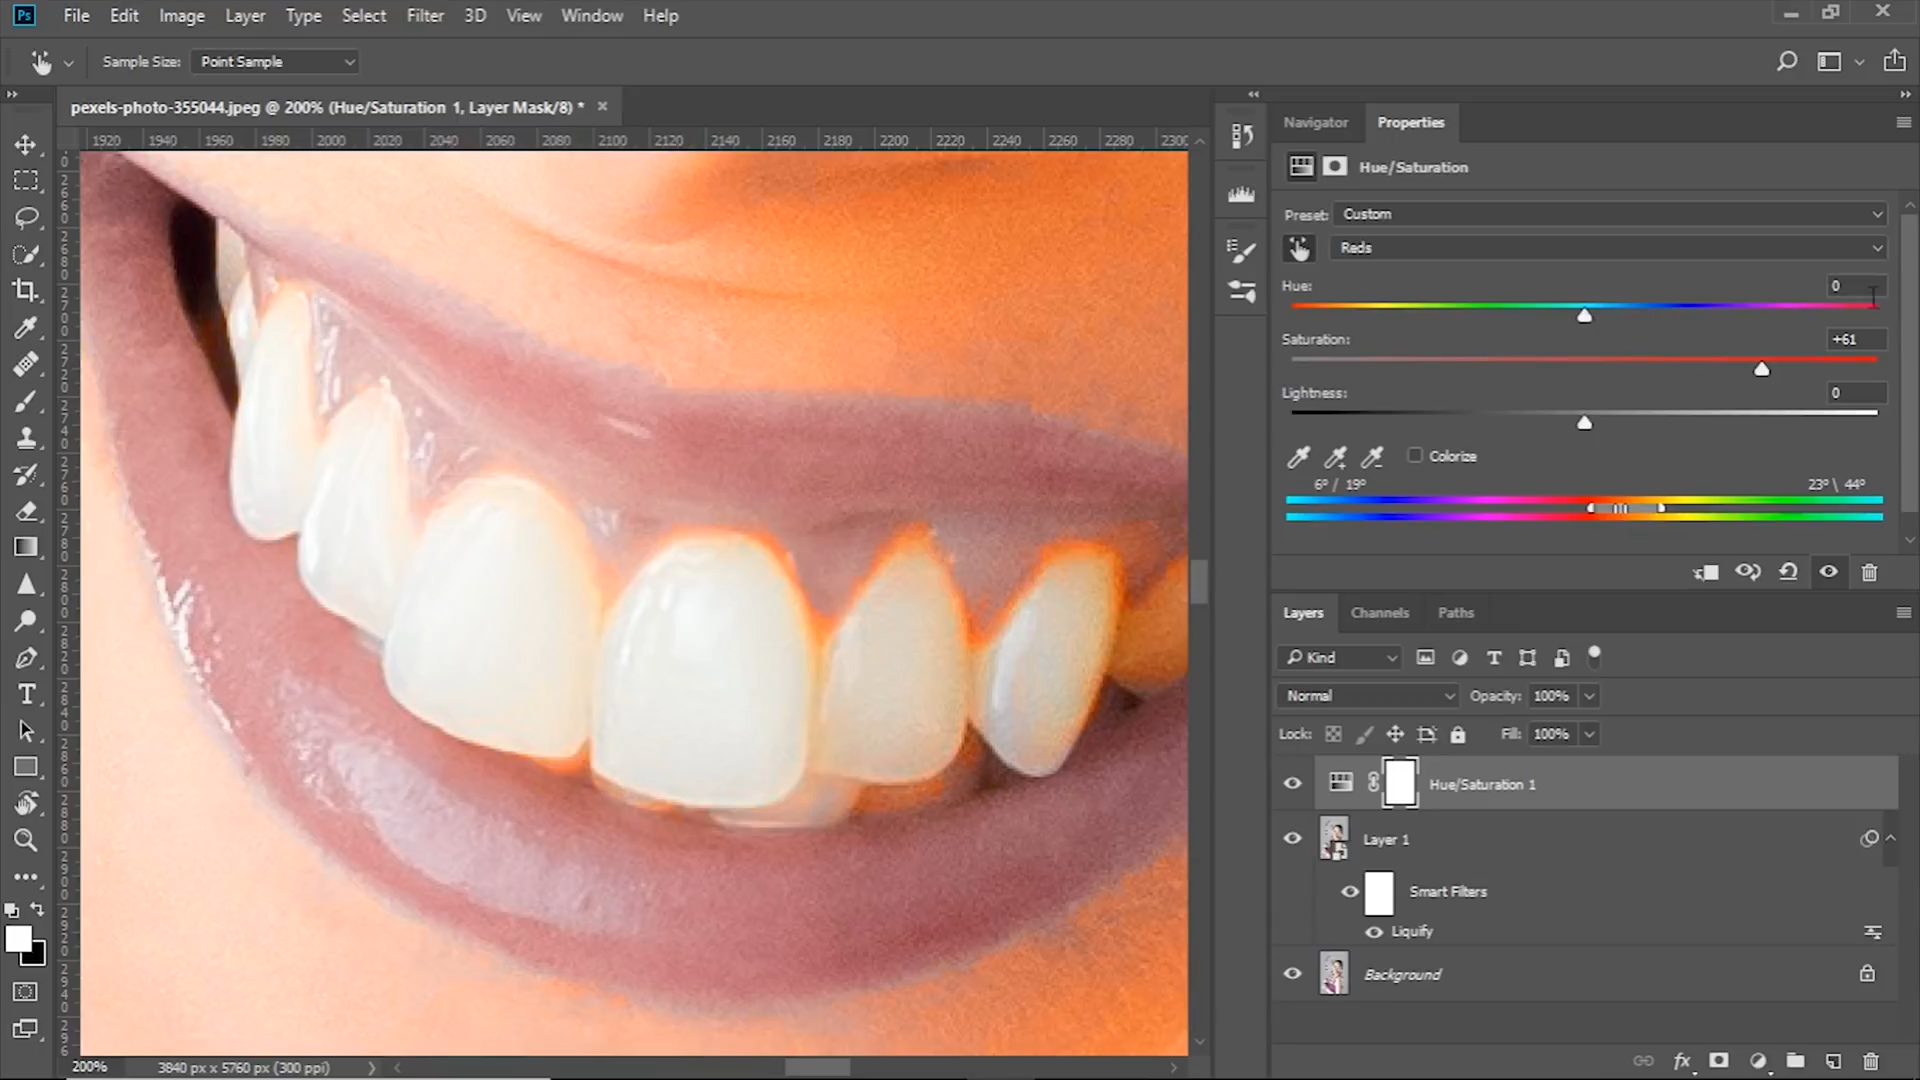 Ps File Edit Image Layer Type Select Filter 3D View Window Help
Sample Size: Point Sample
pexels-photo-355044.jpeg @ 200% (Hue/Saturation 1, Layer Mask/8) * ×
1920 1940 1960 1980 2000 2020 2040 2060 2080 2100 2120 2140 2160 2180 2200 2220 2240 2260 2280 2300
Navigator Properties
Hue/Saturation
Preset: Custom
Reds
Hue: 0
Saturation: +61
Lightness: 0
Colorize
6° / 19° 23° \ 44°
Layers Channels Paths
Kind
Normal Opacity: 100%
Lock: Fill: 100%
Hue/Saturation 1
Layer 1
Smart Filters
Liquify
Background
fx
200% 3840 px x 5760 px (300 ppi)